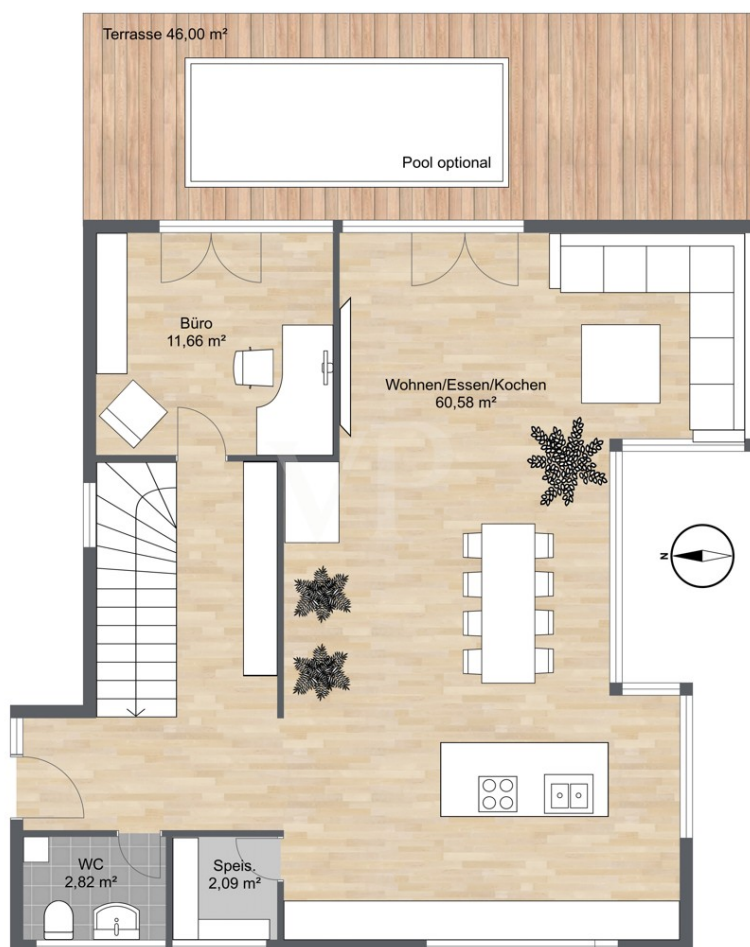 Terrasse 46,00 m²
Pool optional
Büro
11,66 m²
Wohnen/Essen/Kochen
60,58 m²
VP
N
WC
2,82 m²
Speis.
2,09 m²